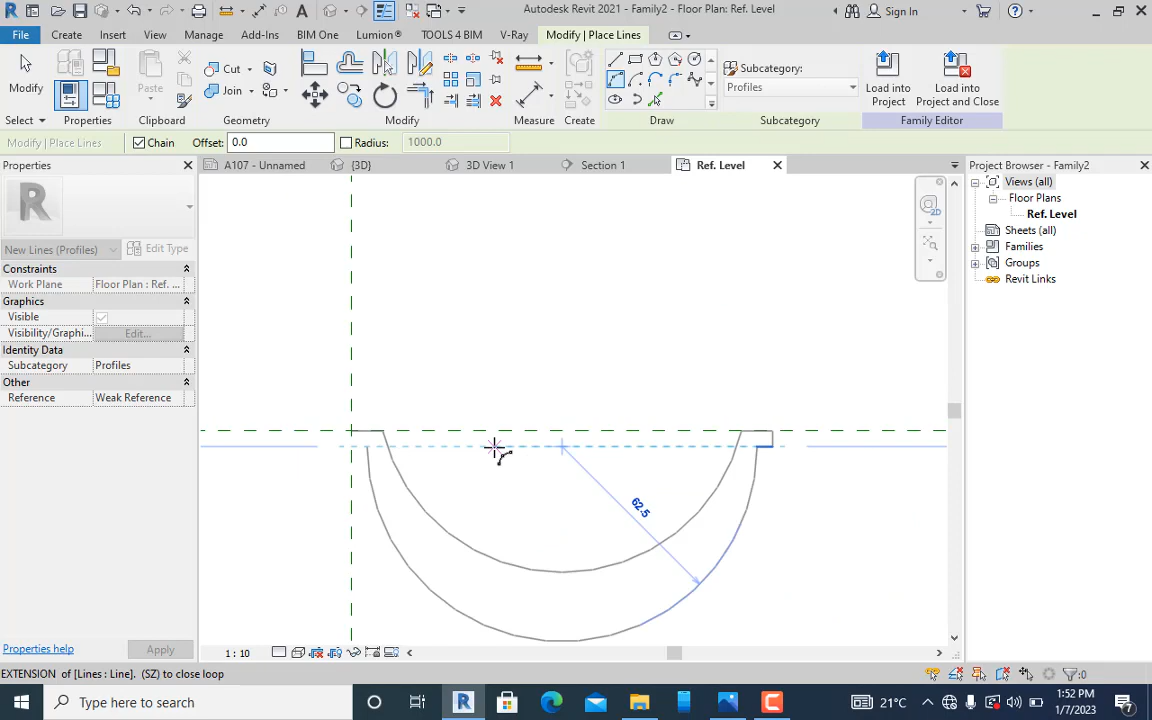 Autodesk Revit 2021 - Family2 - Floor Plan: Ref. Level
Sign In
File
Create
Insert
View
Manage
Add-Ins
BIM One
Lumion®
TOOLS 4 BIM
V-Ray
Modify | Place Lines
Modify
Paste
Cut
Join
Subcategory:
Profiles
Load into
Project
Load into
Project and Close
Select
Properties
Clipboard
Geometry
Modify
Measure
Create
Draw
Subcategory
Family Editor
Modify | Place Lines
Chain
Offset: 0.0
Radius:
1000.0
Properties
A107 - Unnamed
{3D}
3D View 1
Section 1
Ref. Level
Project Browser - Family2
R
New Lines (Profiles)
Edit Type
Constraints
Work Plane
Floor Plan : Ref. ...
Graphics
Visible
Visibility/Graphi...
Edit...
Identity Data
Subcategory
Profiles
Other
Reference
Weak Reference
Properties help
Apply
Views (all)
Floor Plans
Ref. Level
Sheets (all)
Families
Groups
Revit Links
2D
62.5
1 : 10
EXTENSION of [Lines : Line]. (SZ) to close loop
:0
Type here to search
21°C
1:52 PM
1/7/2023
7